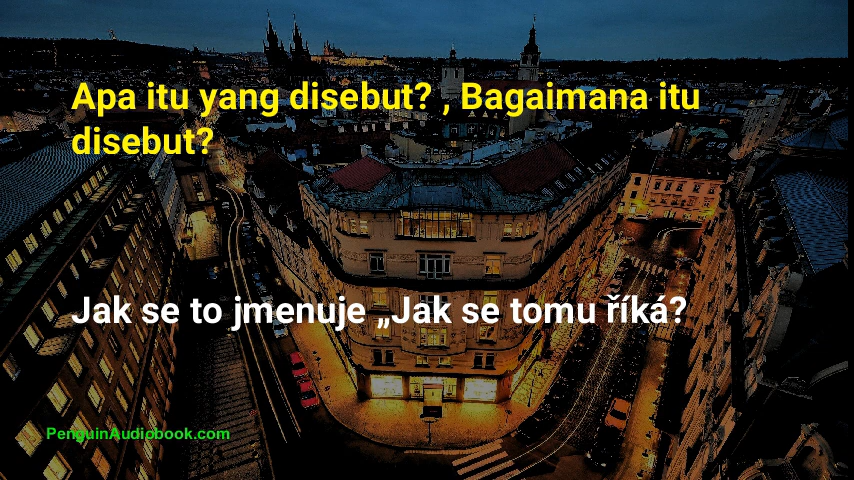 Apa itu yang disebut? , Bagaimana itu
disebut?
Jak se to jmenuje „Jak se tomu říká?
PenguinAudiobook.com